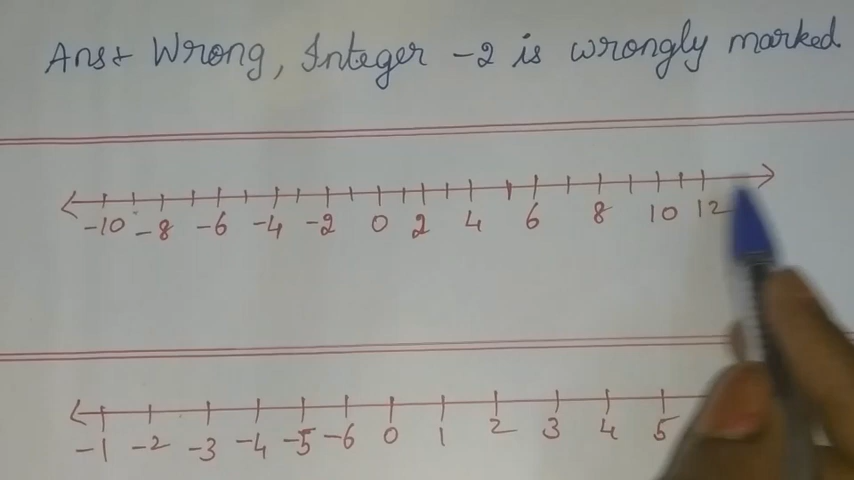 Ans+ Wrong, Integer -2 is wrongly marked.
-10 -8 -6 -4 -2 0 2 4 6 8 10 12
-1 -2 -3 -4 -5 -6 0 1 2 3 4 5